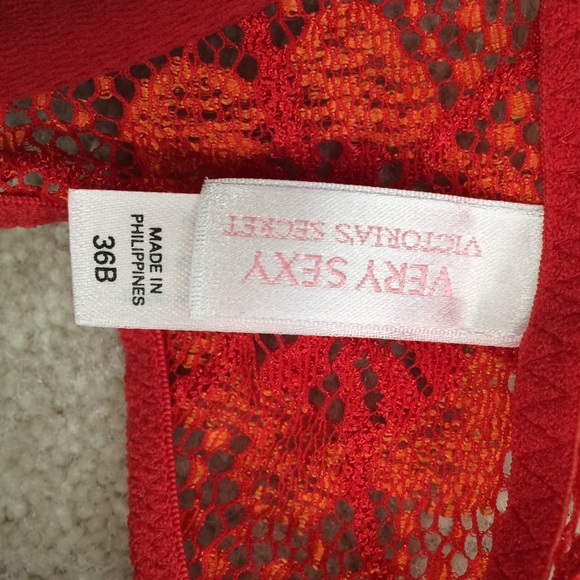 VERY SEXY
VICTORIA'S SECRET
MADE IN
PHILIPPINES
36B